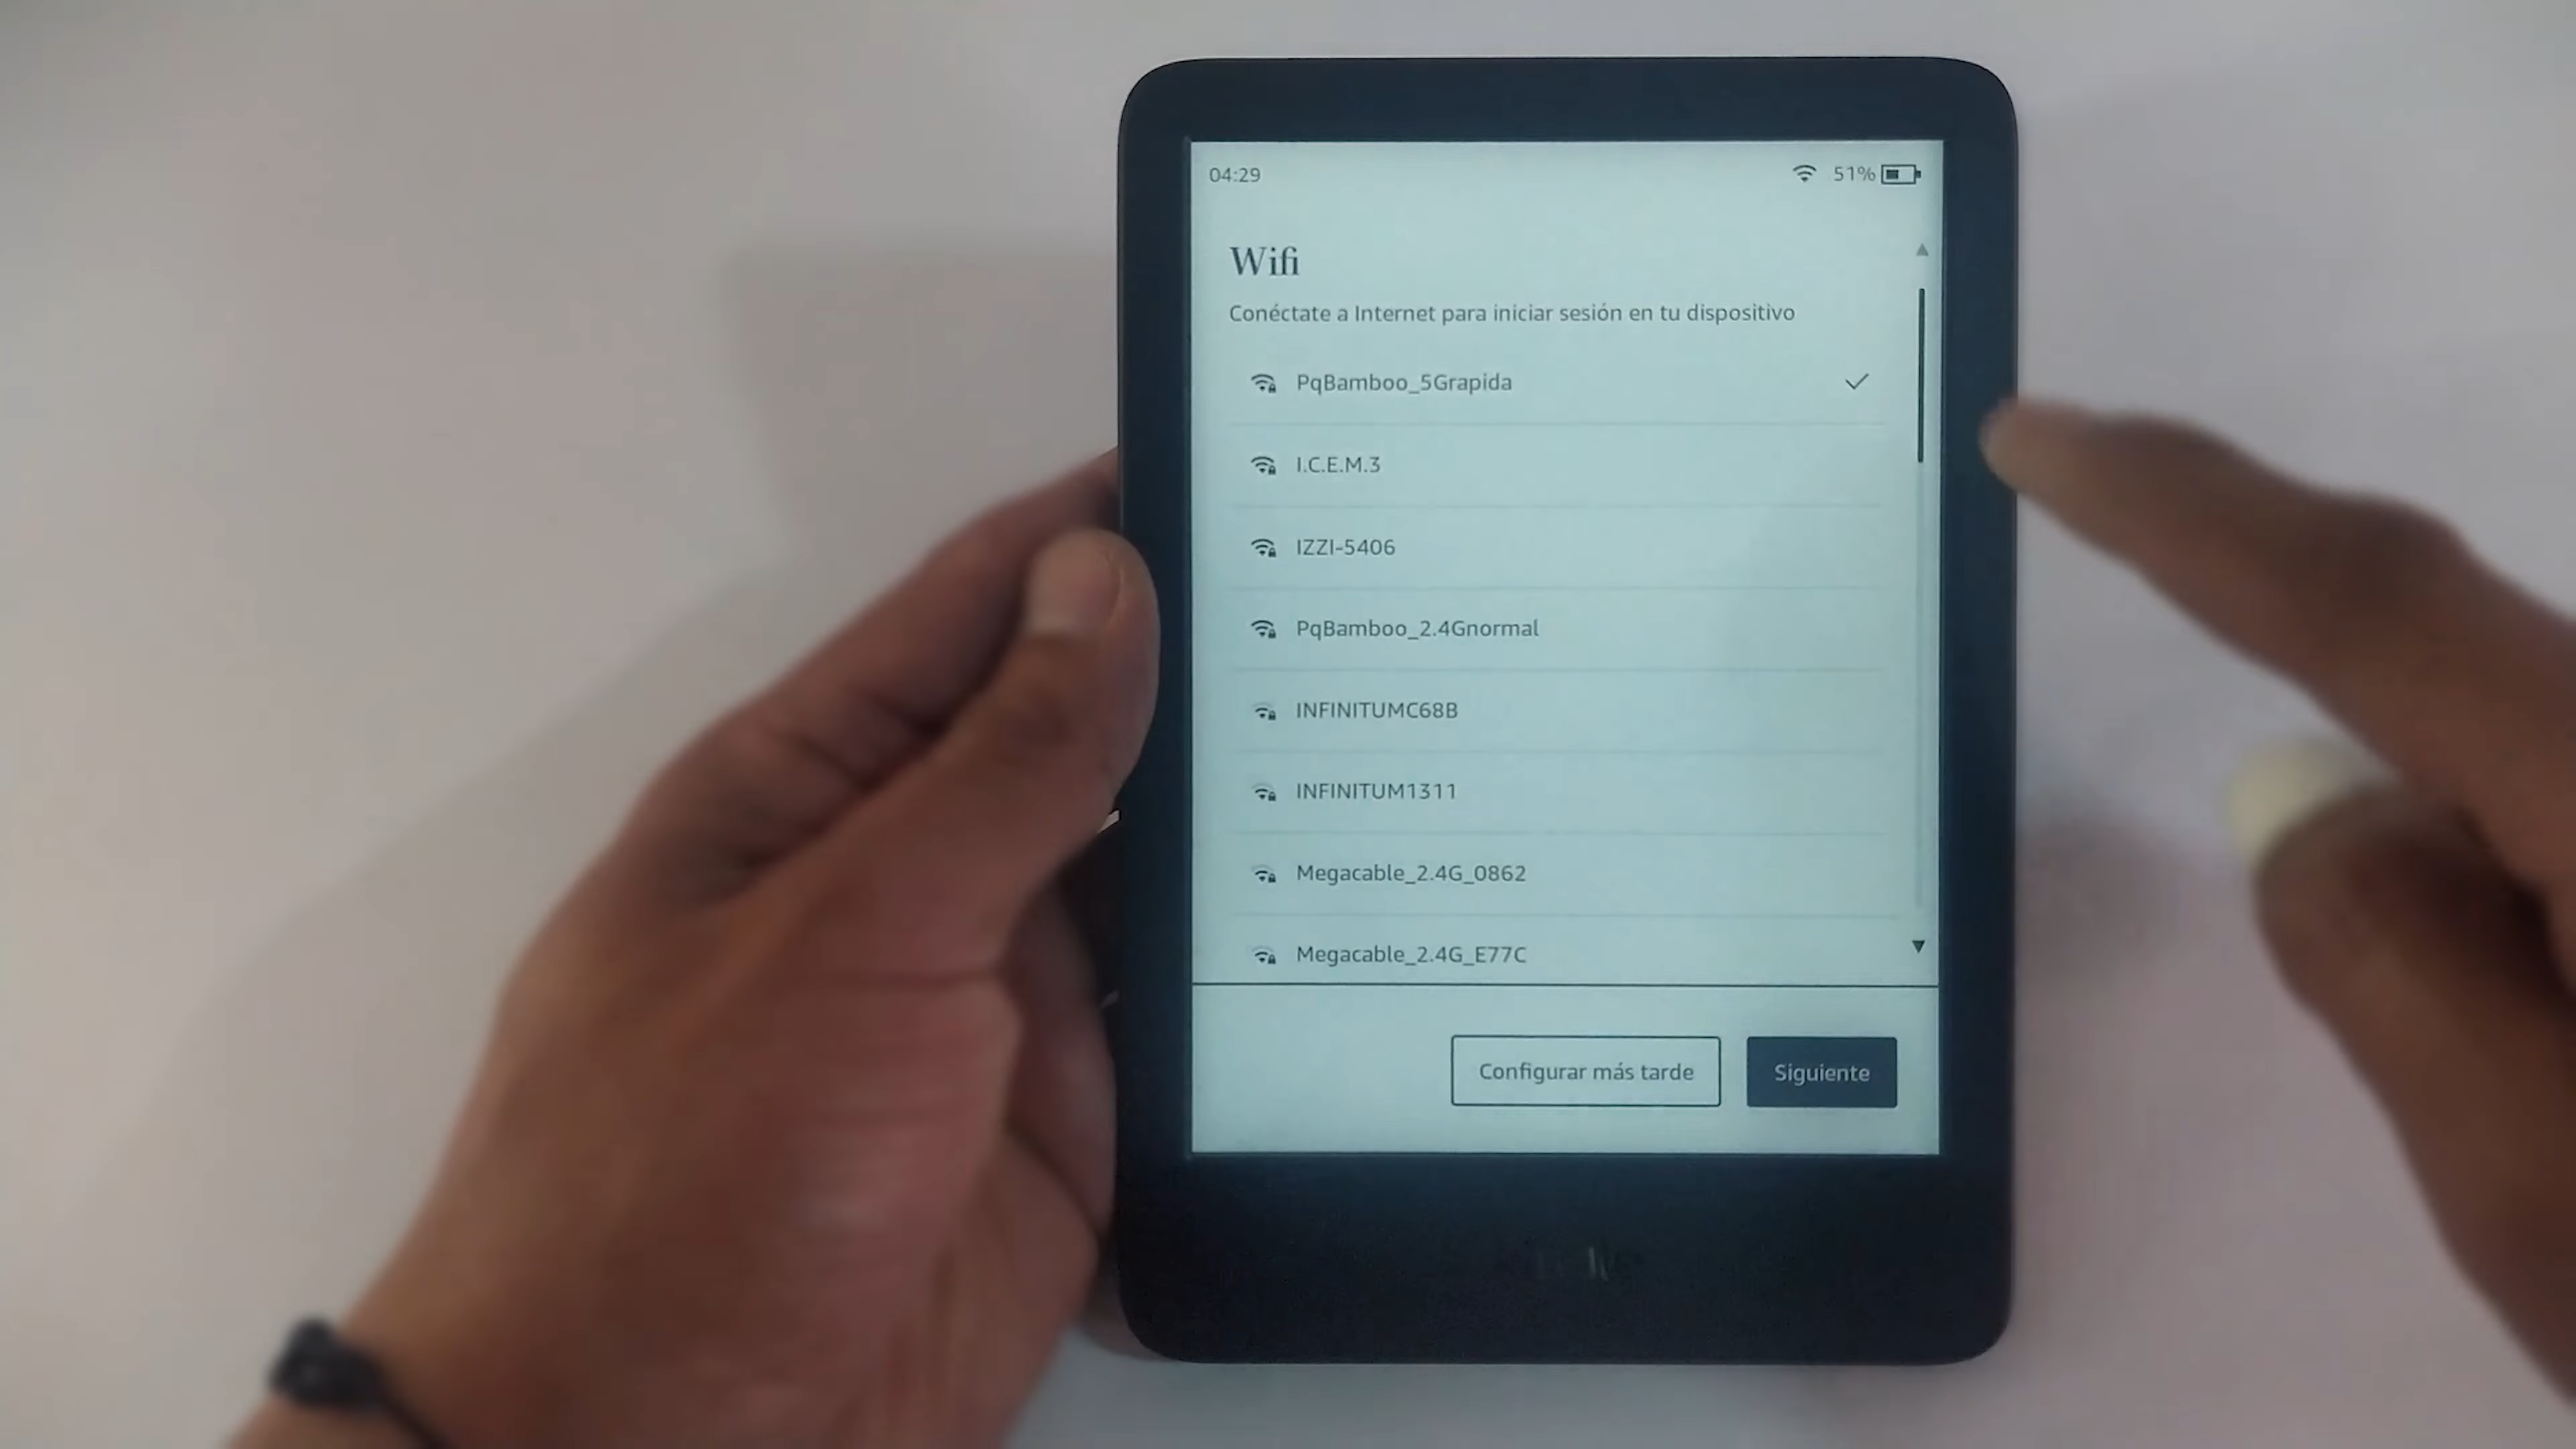 04:29
51%
Wifi
Conéctate a Internet para iniciar sesión en tu dispositivo
PqBamboo_5Grapida
I.C.E.M.3
IZZI-5406
PqBamboo_2.4Gnormal
INFINITUMC68B
INFINITUM1311
Megacable_2.4G_0862
Megacable_2.4G_E77C
Configurar más tarde
Siguiente